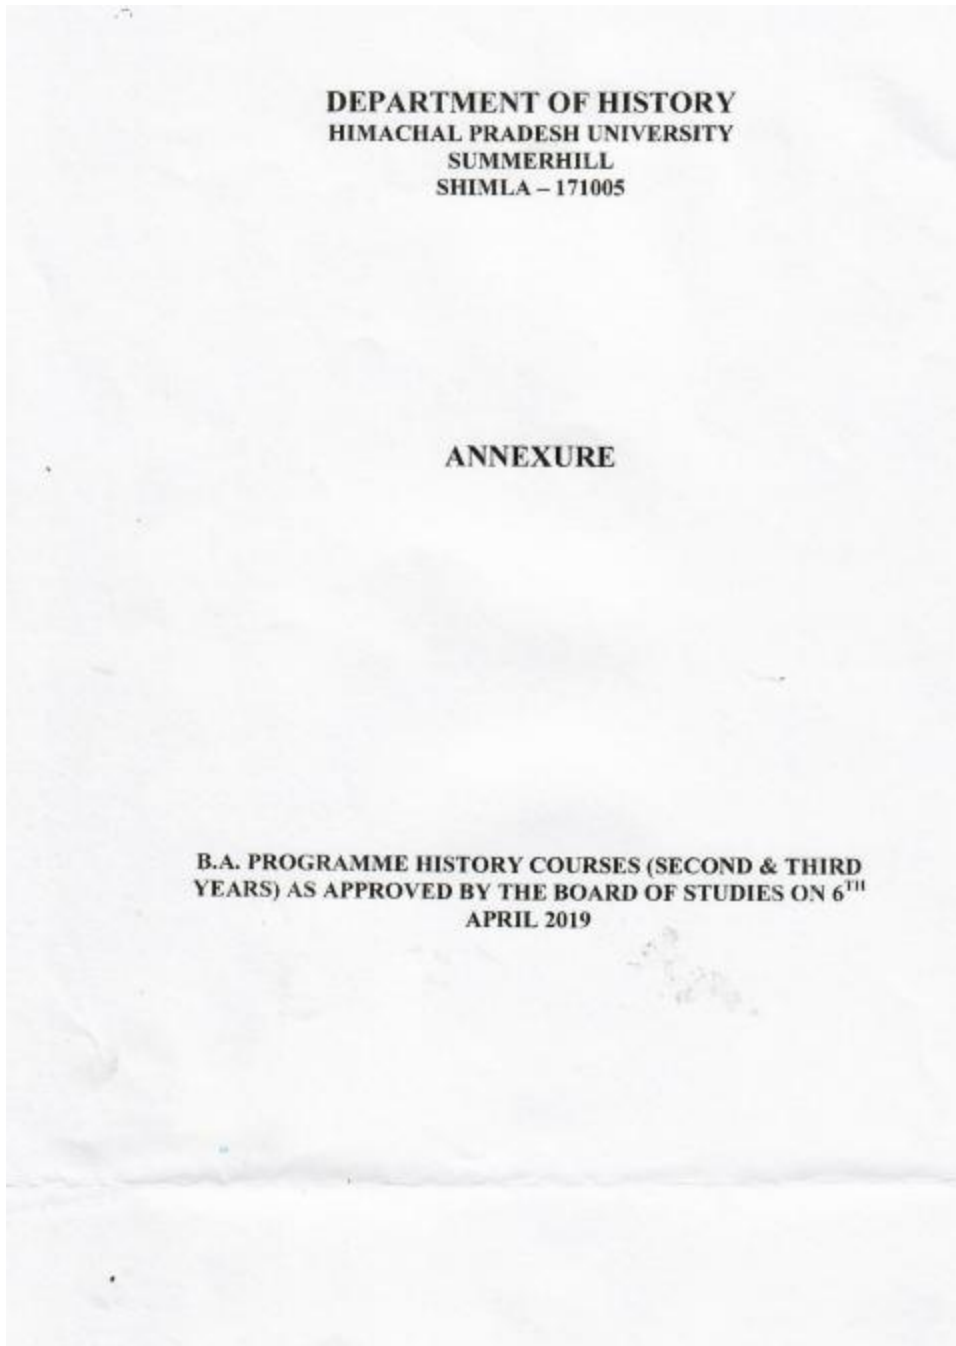 DEPARTMENT OF HISTORY
HIMACHAL PRADESH UNIVERSITY
SUMMERHILL
SHIMLA – 171005
ANNEXURE
B.A. PROGRAMME HISTORY COURSES (SECOND & THIRD
YEARS) AS APPROVED BY THE BOARD OF STUDIES ON 6TH
APRIL 2019